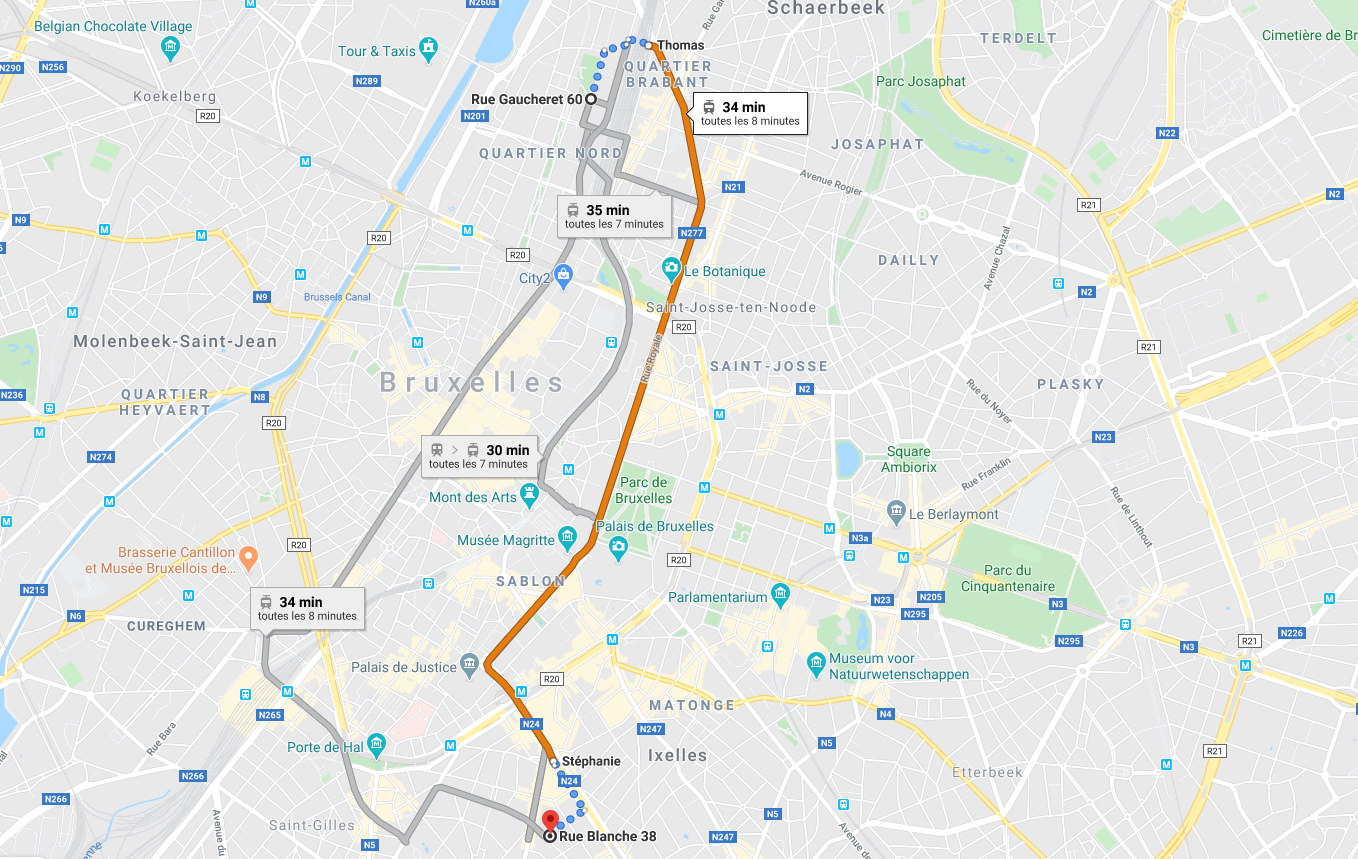 N260a
Schaerbeek
Rue Ga
Belgian Chocolate Village
TERDELT
Cimetière de Br
Thomas
Tour & Taxis
N290
N256
QUARTIER
BRABANT
N289
Parc Josaphat
Koekelberg
Rue Gaucheret 60
34 min
toutes les 8 minutes
R20
N201
N22
JOSAPHAT
QUARTIER NORD
Avenue Rogier
N21
N2
R21
35 min
toutes les 7 minutes
N9
R20
N277
R20
Avenue Chazal
DAILLY
City2
Le Botanique
N2
Brussels Canal
N9
Saint-Josse-ten-Noode
R20
Molenbeek-Saint-Jean
Rue Royale
R21
SAINT-JOSSE
Bruxelles
PLASKY
N236
QUARTIER
HEYVAERT
N8
N2
Rue du Noyer
R20
N23
N274
30 min
toutes les 7 minutes
Square
Ambiorix
Rue Franklin
Parc de
Bruxelles
Mont des Arts
Rue de Linthout
Le Berlaymont
Palais de Bruxelles
Musée Magritte
N3a
R20
Brasserie Cantillon
et Musée Bruxellois de...
R20
Parc du
Cinquantenaire
SABLON
N215
34 min
toutes les 8 minutes
Parlamentarium
N23
N205
N3
N295
N6
CUREGHEM
N226
N295
R21
N3
Palais de Justice
Museum voor
Natuurwetenschappen
R20
MATONGE
N265
N4
N24
N247
Rue Bara
N5
Porte de Hal
Ixelles
R21
Stéphanie
N266
Etterbeek
N24
N266
N5
Saint-Gilles
Avenue du
Rue Blanche 38
N247
N5